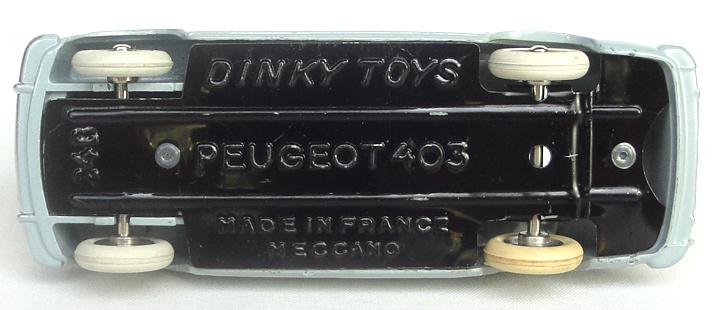 DINKY TOYS
24B
PEUGEOT 403
MADE IN FRANCE
MECCANO